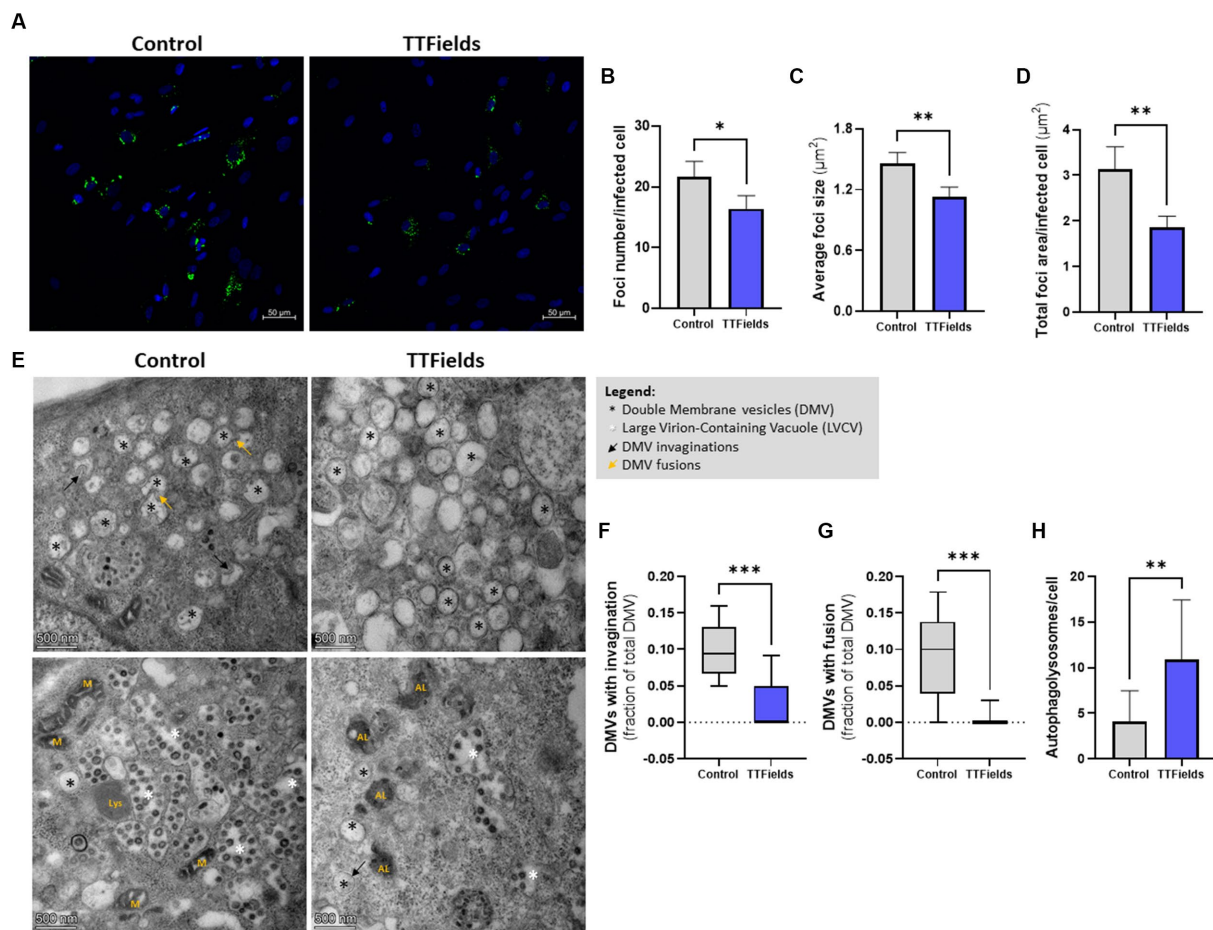 A
Control
TTFields
50 µm
50 µm
B
Foci number/infected cell
30
20
10
0
*
Control
TTFields
C
Average foci size (µm²)
1.8
1.2
0.6
0.0
**
Control
TTFields
D
Total foci area/infected cell (µm²)
4
3
2
1
0
**
Control
TTFields
E
Control
TTFields
* * * * * * * * * *
500 nm
* * * * * * * * * * * *
500 nm
M
M
*
*
*
Lys
*
*
M
M
500 nm
AL
AL
*
*
AL
*
AL
*
*
500 nm
Legend:
* Double Membrane vesicles (DMV)
Large Virion-Containing Vacuole (LVCV)
DMV invaginations
DMV fusions
F
DMVs with invagination
(fraction of total DMV)
0.20
0.15
0.10
0.05
0.00
-0.05
***
Control
TTFields
G
DMVs with fusion
(fraction of total DMV)
0.20
0.15
0.10
0.05
0.00
-0.05
***
Control
TTFields
H
Autophagolysosomes/cell
20
15
10
5
0
**
Control
TTFields